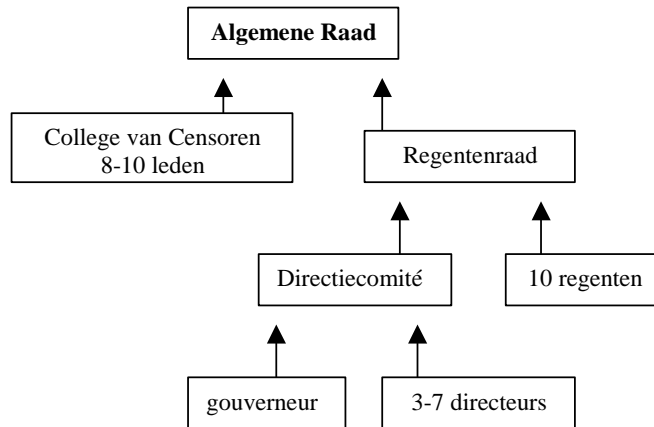 Algemene Raad
College van Censoren
8-10 leden
Regentenraad
Directiecomité
10 regenten
gouverneur
3-7 directeurs